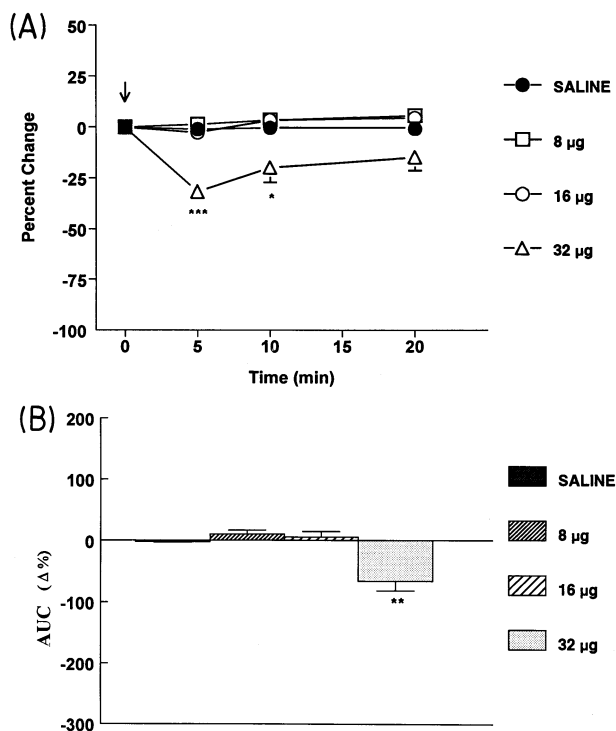 (A)
50
25
0
-25
-50
-75
-100
Percent Change
***
*
0
5
10
15
20
Time (min)
SALINE
8 µg
16 µg
32 µg
(B)
200
100
0
-100
-200
-300
AUC (Δ%)
**
SALINE
8 µg
16 µg
32 µg